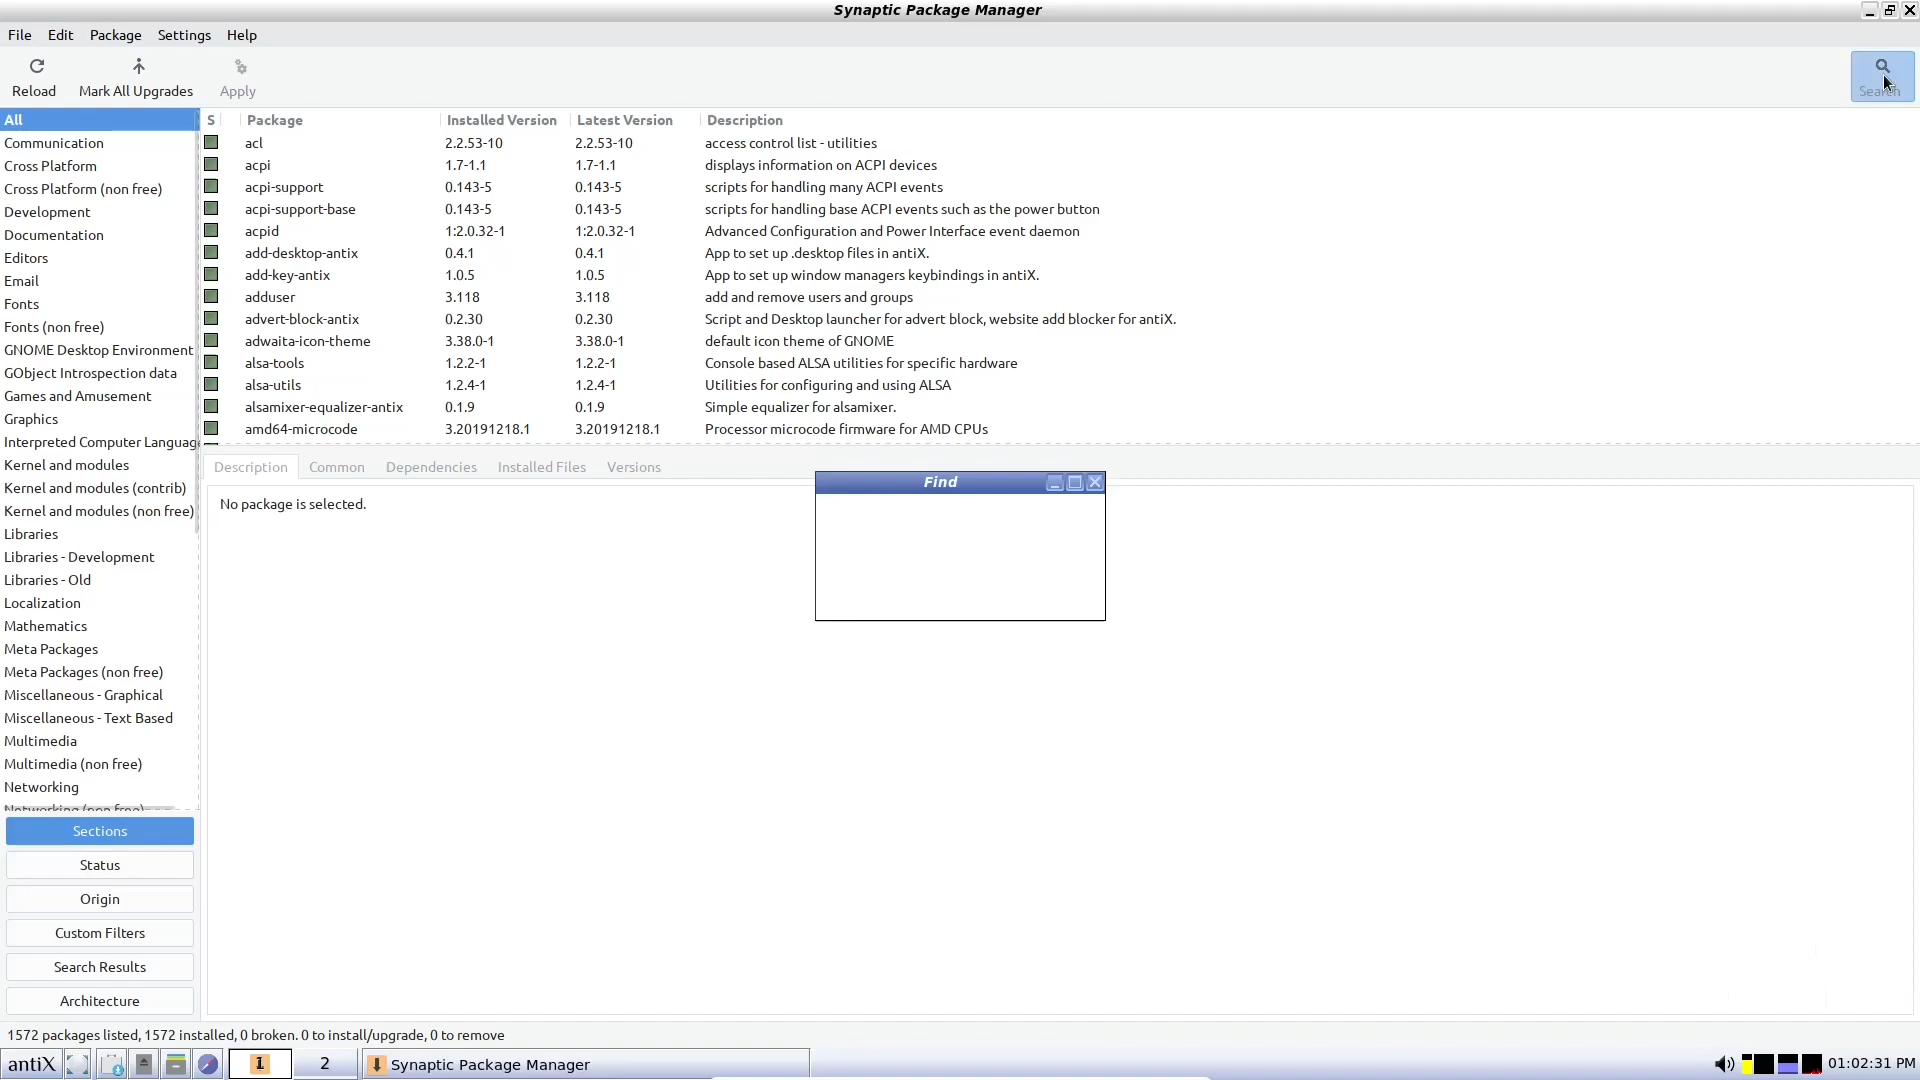 Synaptic Package Manager
File Edit Package Settings Help
Reload Mark All Upgrades Apply Search
All
Communication
Cross Platform
Cross Platform (non free)
Development
Documentation
Editors
Email
Fonts
Fonts (non free)
GNOME Desktop Environment
GObject Introspection data
Games and Amusement
Graphics
Interpreted Computer Languag
Kernel and modules
Kernel and modules (contrib)
Kernel and modules (non free)
Libraries
Libraries - Development
Libraries - Old
Localization
Mathematics
Meta Packages
Meta Packages (non free)
Miscellaneous - Graphical
Miscellaneous - Text Based
Multimedia
Multimedia (non free)
Networking
Networking (non free)
Sections
Status
Origin
Custom Filters
Search Results
Architecture
S Package Installed Version Latest Version Description
acl 2.2.53-10 2.2.53-10 access control list - utilities
acpi 1.7-1.1 1.7-1.1 displays information on ACPI devices
acpi-support 0.143-5 0.143-5 scripts for handling many ACPI events
acpi-support-base 0.143-5 0.143-5 scripts for handling base ACPI events such as the power button
acpid 1:2.0.32-1 1:2.0.32-1 Advanced Configuration and Power Interface event daemon
add-desktop-antix 0.4.1 0.4.1 App to set up .desktop files in antiX.
add-key-antix 1.0.5 1.0.5 App to set up window managers keybindings in antiX.
adduser 3.118 3.118 add and remove users and groups
advert-block-antix 0.2.30 0.2.30 Script and Desktop launcher for advert block, website add blocker for antiX.
adwaita-icon-theme 3.38.0-1 3.38.0-1 default icon theme of GNOME
alsa-tools 1.2.2-1 1.2.2-1 Console based ALSA utilities for specific hardware
alsa-utils 1.2.4-1 1.2.4-1 Utilities for configuring and using ALSA
alsamixer-equalizer-antix 0.1.9 0.1.9 Simple equalizer for alsamixer.
amd64-microcode 3.20191218.1 3.20191218.1 Processor microcode firmware for AMD CPUs
Description Common Dependencies Installed Files Versions
No package is selected.
Find
1572 packages listed, 1572 installed, 0 broken. 0 to install/upgrade, 0 to remove
antiX 1 2 Synaptic Package Manager 01:02:31 PM